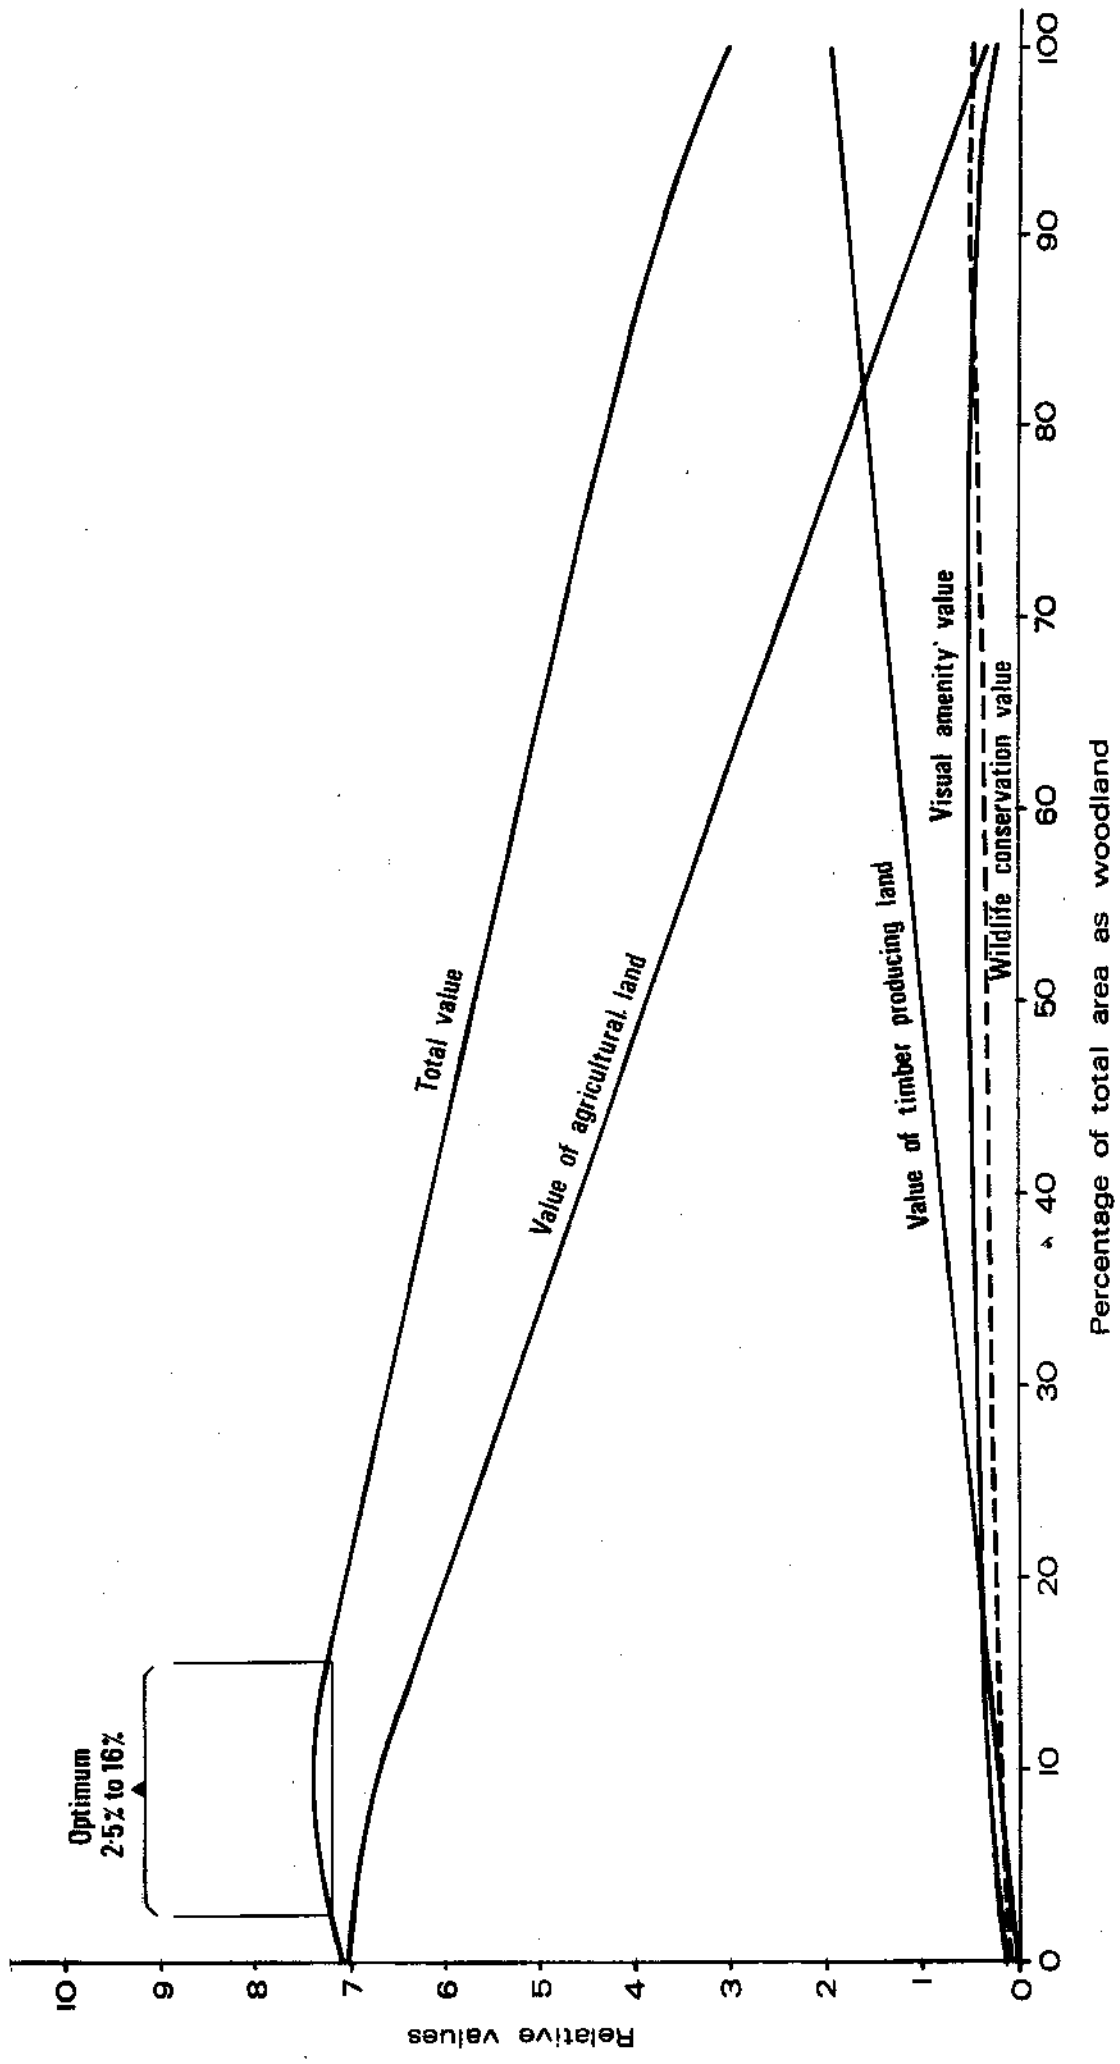 Optimum
2·5% to 16%
Relative values
10
9
8
7
6
5
4
3
2
1
0
Total value
Value of agricultural land
Value of timber producing land
Visual amenity value
Wildlife conservation value
0 10 20 30 40 50 60 70 80 90 100
Percentage of total area as woodland